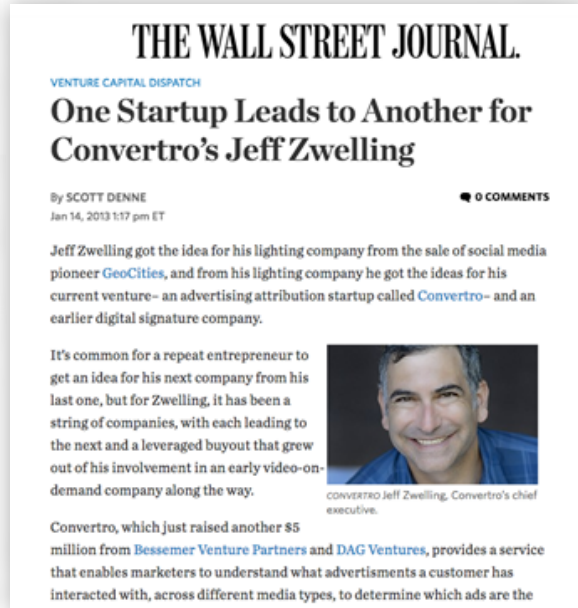 THE WALL STREET JOURNAL.
VENTURE CAPITAL DISPATCH
One Startup Leads to Another for
Convertro's Jeff Zwelling
By SCOTT DENNE
0 COMMENTS
Jan 14, 2013 1:17 pm ET
Jeff Zwelling got the idea for his lighting company from the sale of social media
pioneer GeoCities, and from his lighting company he got the ideas for his
current venture– an advertising attribution startup called Convertro– and an
earlier digital signature company.
It's common for a repeat entrepreneur to
get an idea for his next company from his
last one, but for Zwelling, it has been a
string of companies, with each leading to
the next and a leveraged buyout that grew
out of his involvement in an early video-on-
demand company along the way.
CONVERTRO Jeff Zwelling, Convertro's chief
executive.
Convertro, which just raised another $5
million from Bessemer Venture Partners and DAG Ventures, provides a service
that enables marketers to understand what advertisments a customer has
interacted with, across different media types, to determine which ads are the